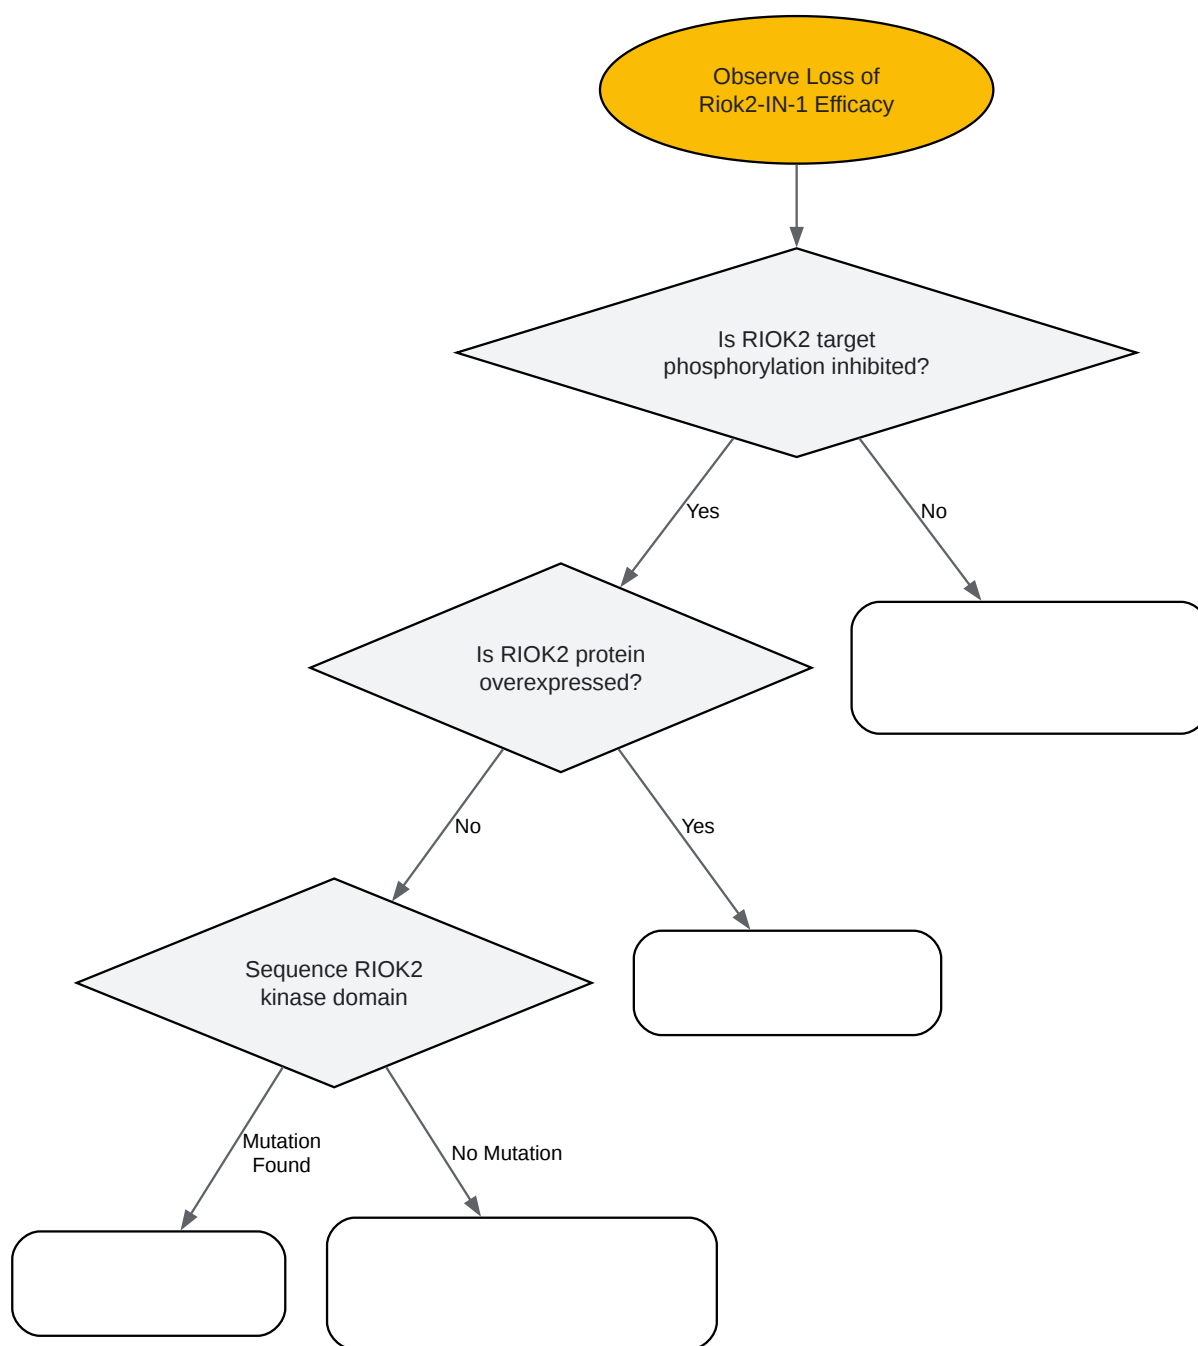 Observe Loss of
Riok2-IN-1 Efficacy
Is RIOK2 target
phosphorylation inhibited?
Yes
No
Is RIOK2 protein
overexpressed?
No
Yes
Sequence RIOK2
kinase domain
Mutation
Found
No Mutation